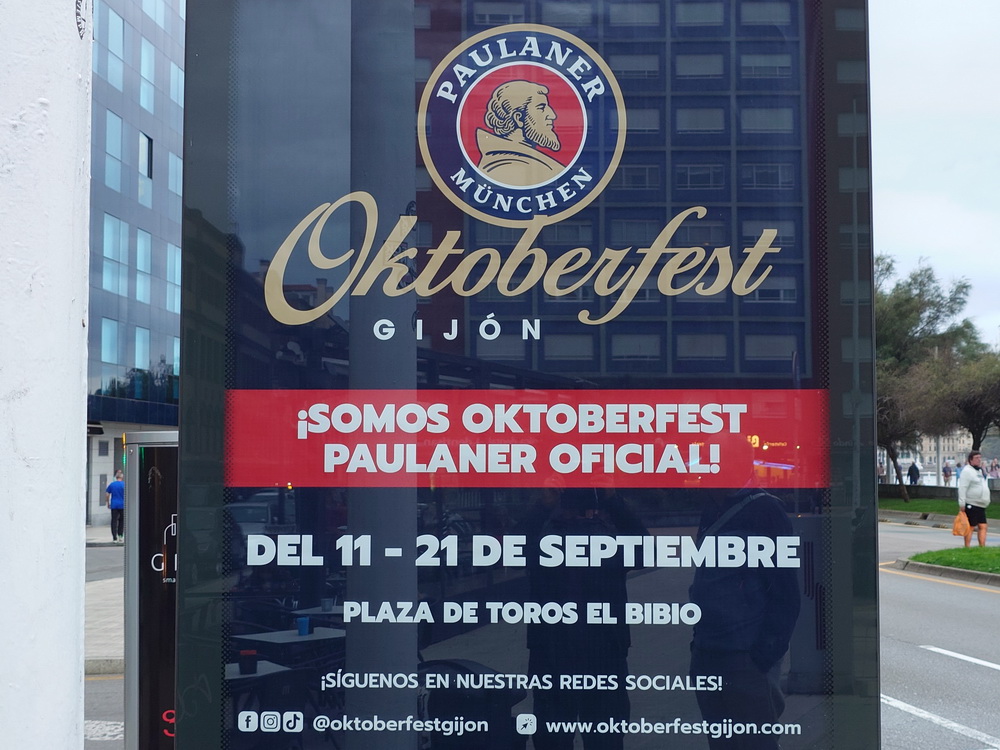 PAULANER
MÜNCHEN
Oktoberfest
GIJÓN
¡SOMOS OKTOBERFEST
PAULANER OFICIAL!
DEL 11 - 21 DE SEPTIEMBRE
PLAZA DE TOROS EL BIBIO
¡SÍGUENOS EN NUESTRAS REDES SOCIALES!
@oktoberfestgijon www.oktoberfestgijon.com